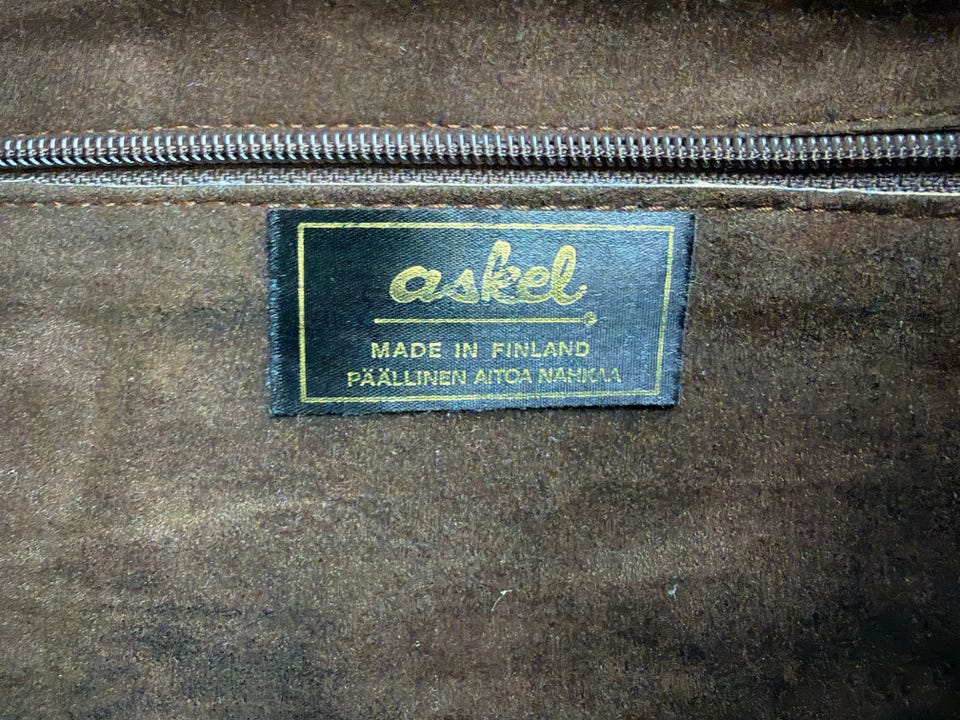 askel
MADE IN FINLAND
PÄÄLLINEN AITOA NAHKAA